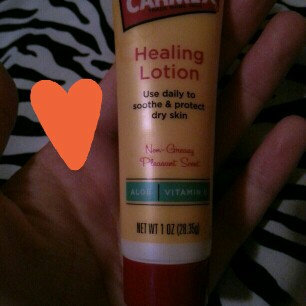 CARMEX
Healing
Lotion
Use daily to
soothe & protect
dry skin
Non-Greasy
Pleasant Scent
ALOE | VITAMIN E
NET WT 1 OZ (28.35g)